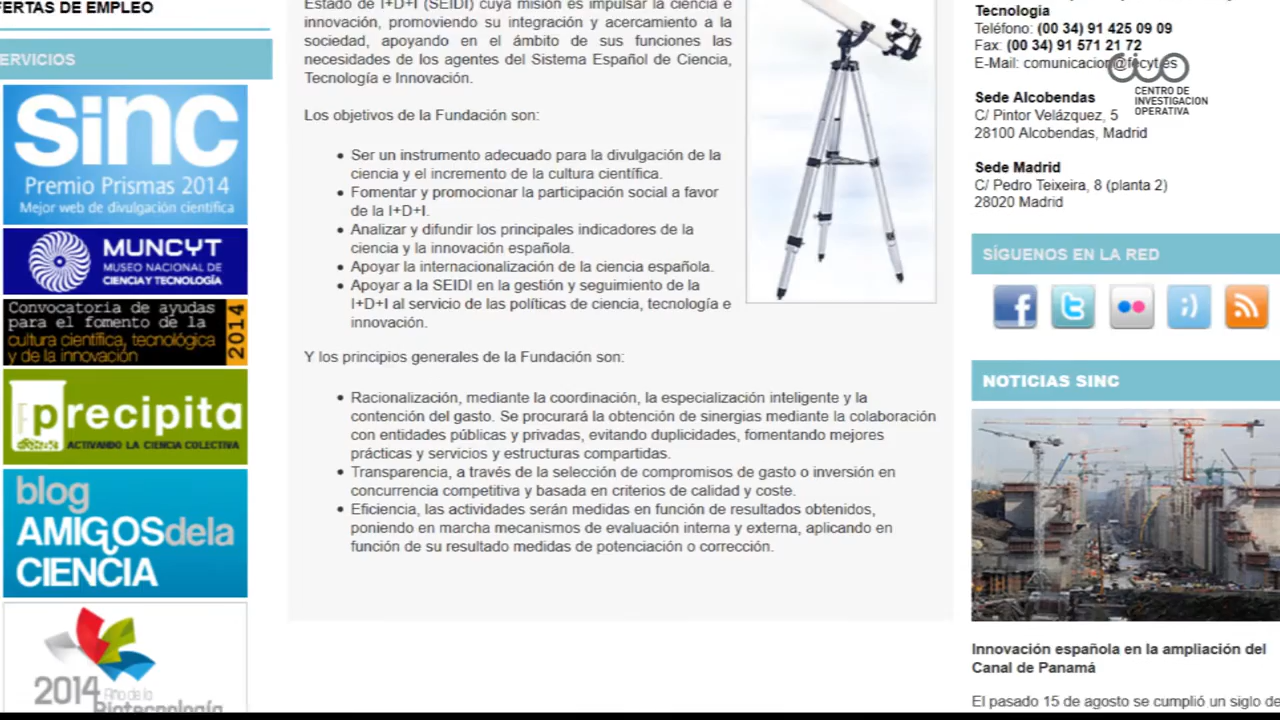 FERTAS DE EMPLEO
ERVICIOS
sinc
Premio Prismas 2014
Mejor web de divulgación científica
MUNCYT
MUSEO NACIONAL DE
CIENCIA Y TECNOLOGÍA
Convocatoria de ayudas
para el fomento de la
cultura científica, tecnológica
y de la innovación
2014
precipita
ACTIVANDO LA CIENCIA COLECTIVA
blog
AMIGOSdela
CIENCIA
2014 Año de la
Biotecnología
Estado de I+D+I (SEIDI) cuya misión es impulsar la ciencia e
innovación, promoviendo su integración y acercamiento a la
sociedad, apoyando en el ámbito de sus funciones las
necesidades de los agentes del Sistema Español de Ciencia,
Tecnología e Innovación.
Los objetivos de la Fundación son:
• Ser un instrumento adecuado para la divulgación de la
ciencia y el incremento de la cultura científica.
• Fomentar y promocionar la participación social a favor
de la I+D+I.
• Analizar y difundir los principales indicadores de la
ciencia y la innovación española.
• Apoyar la internacionalización de la ciencia española.
• Apoyar a la SEIDI en la gestión y seguimiento de la
I+D+I al servicio de las políticas de ciencia, tecnología e
innovación.
Y los principios generales de la Fundación son:
• Racionalización, mediante la coordinación, la especialización inteligente y la
contención del gasto. Se procurará la obtención de sinergias mediante la colaboración
con entidades públicas y privadas, evitando duplicidades, fomentando mejores
prácticas y servicios y estructuras compartidas.
• Transparencia, a través de la selección de compromisos de gasto o inversión en
concurrencia competitiva y basada en criterios de calidad y coste.
• Eficiencia, las actividades serán medidas en función de resultados obtenidos,
poniendo en marcha mecanismos de evaluación interna y externa, aplicando en
función de su resultado medidas de potenciación o corrección.
Tecnología
Teléfono: (00 34) 91 425 09 09
Fax: (00 34) 91 571 21 72
E-Mail: comunicacion@fecyt.es
cio
CENTRO DE
INVESTIGACION
OPERATIVA
Sede Alcobendas
C/ Pintor Velázquez, 5
28100 Alcobendas, Madrid
Sede Madrid
C/ Pedro Teixeira, 8 (planta 2)
28020 Madrid
SÍGUENOS EN LA RED
NOTICIAS SINC
Innovación española en la ampliación del
Canal de Panamá
El pasado 15 de agosto se cumplió un siglo de